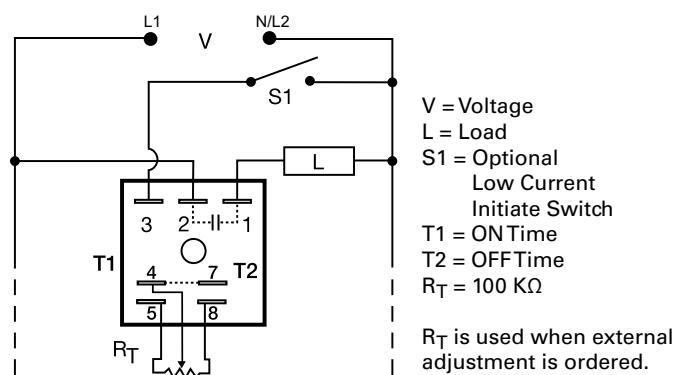 L1 V N/L2
S1
L
3 2 1
T1 T2
4 7
5 8
RT
V = Voltage
L = Load
S1 = Optional
Low Current
Initiate Switch
T1 = ON Time
T2 = OFF Time
RT = 100 KΩ
RT is used when external
adjustment is ordered.